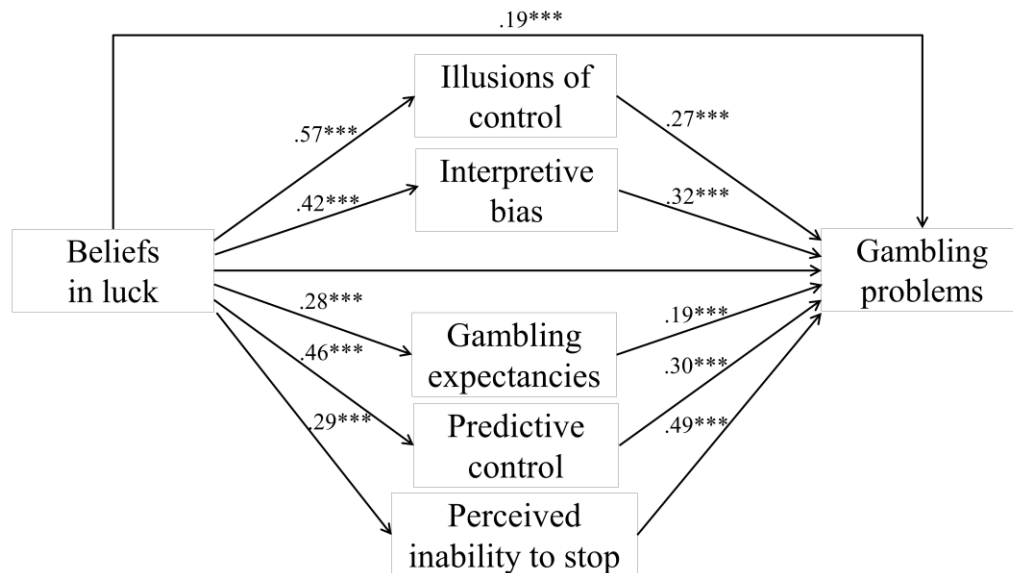 .19***
Illusions of
control
.57***
.27***
Interpretive
bias
.42***
.32***
Beliefs
in luck
Gambling
problems
.28***
.19***
Gambling
expectancies
.46***
.30***
Predictive
control
.29***
.49***
Perceived
inability to stop